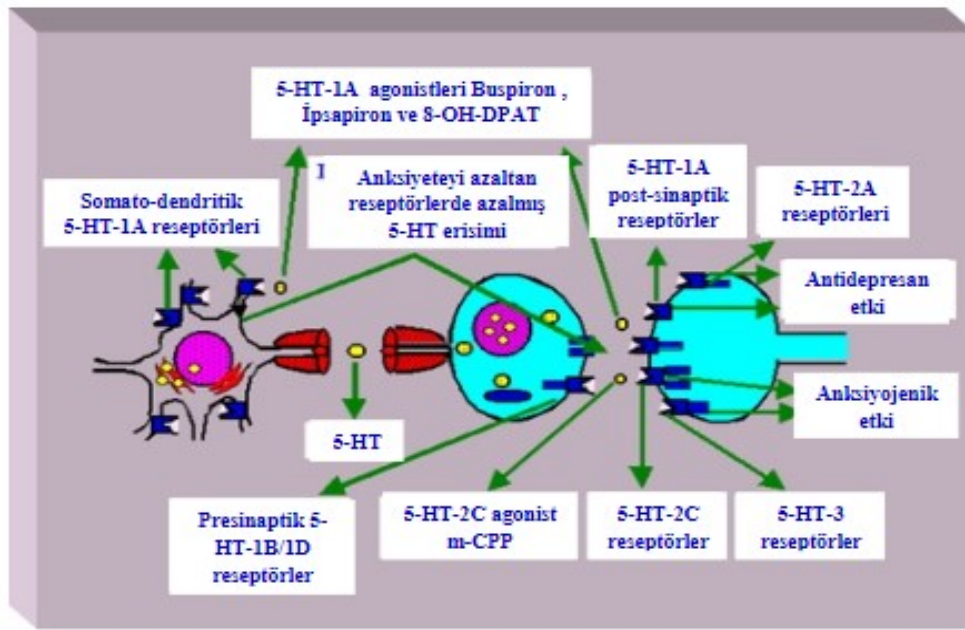 5-HT-1A agonistleri Buspiron ,
İpsapiron ve 8-OH-DPAT
I
Anksiyeteyi azaltan
reseptörlerde azalmış
5-HT erisimi
5-HT-1A
post-sinaptik
reseptörler
5-HT-2A
reseptörleri
Somato-dendritik
5-HT-1A reseptörleri
Antidepresan
etki
Anksiyojenik
etki
5-HT
Presinaptik 5-
HT-1B/1D
reseptörler
5-HT-2C agonist
m-CPP
5-HT-2C
reseptörler
5-HT-3
reseptörler